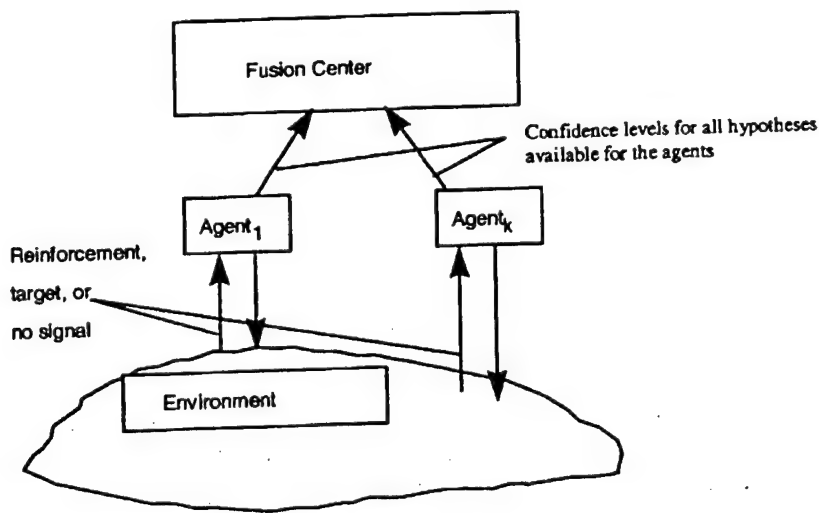 Fusion Center
Confidence levels for all hypotheses
available for the agents
Agent1
Agentk
Reinforcement,
target, or
no signal
Environment